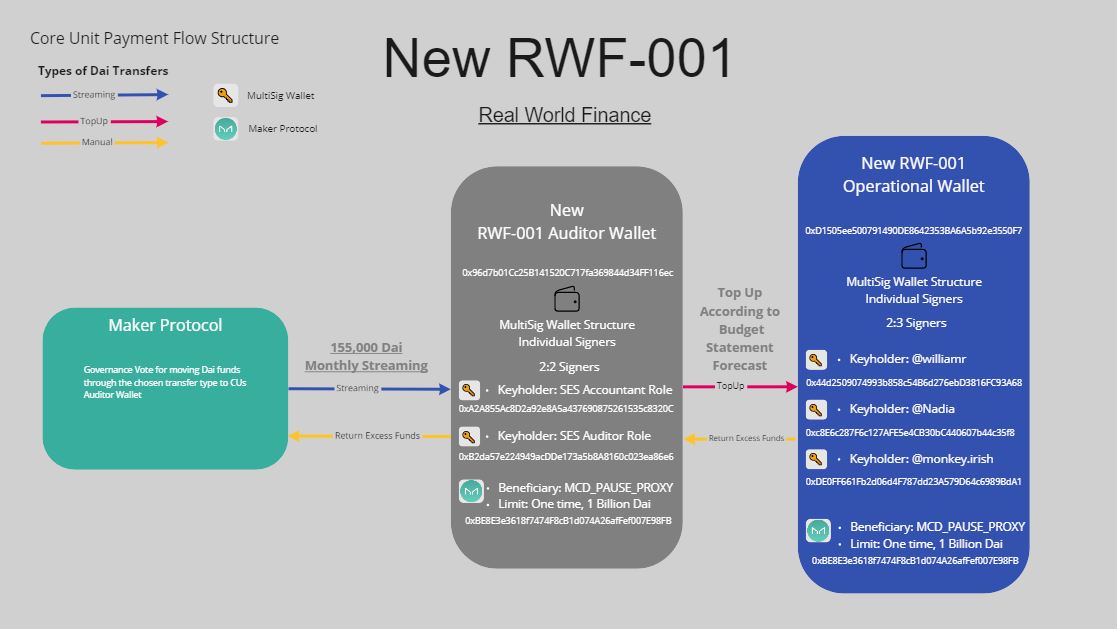 Core Unit Payment Flow Structure
New RWF-001
Real World Finance
Types of Dai Transfers
Streaming
TopUp
Manual
MultiSig Wallet
Maker Protocol
Maker Protocol
Governance Vote for moving Dai funds
through the chosen transfer type to CUs
Auditor Wallet
155,000 Dai
Monthly Streaming
Streaming
Return Excess Funds
New
RWF-001 Auditor Wallet
0x96d7b01Cc25B141520C717fa369844d34FF116ec
MultiSig Wallet Structure
Individual Signers
2:2 Signers
• Keyholder: SES Accountant Role
0xA2A855Ac8D2a92e8A5a437690875261535c8320C
• Keyholder: SES Auditor Role
0xB2da57e224949acDDe173a5b8A8160c023ea86e6
• Beneficiary: MCD_PAUSE_PROXY
• Limit: One time, 1 Billion Dai
0xBE8E3e3618f7474F8cB1d074A26afFef007E98FB
Top Up
According to
Budget
Statement
Forecast
TopUp
Return Excess Funds
New RWF-001
Operational Wallet
0xD1505ee500791490DE8642353BA6A5b92e3550F7
MultiSig Wallet Structure
Individual Signers
2:3 Signers
• Keyholder: @williamr
0x44d2509074993b858c54B6d276ebD3816FC93A68
• Keyholder: @Nadia
0xc8E6c287F6c127AFE5e4CB30bC440607b44c35f8
• Keyholder: @monkey.irish
0xDE0FF661Fb2d06d4F787dd23A579D64c6989BdA1
• Beneficiary: MCD_PAUSE_PROXY
• Limit: One time, 1 Billion Dai
0xBE8E3e3618f7474F8cB1d074A26afFef007E98FB